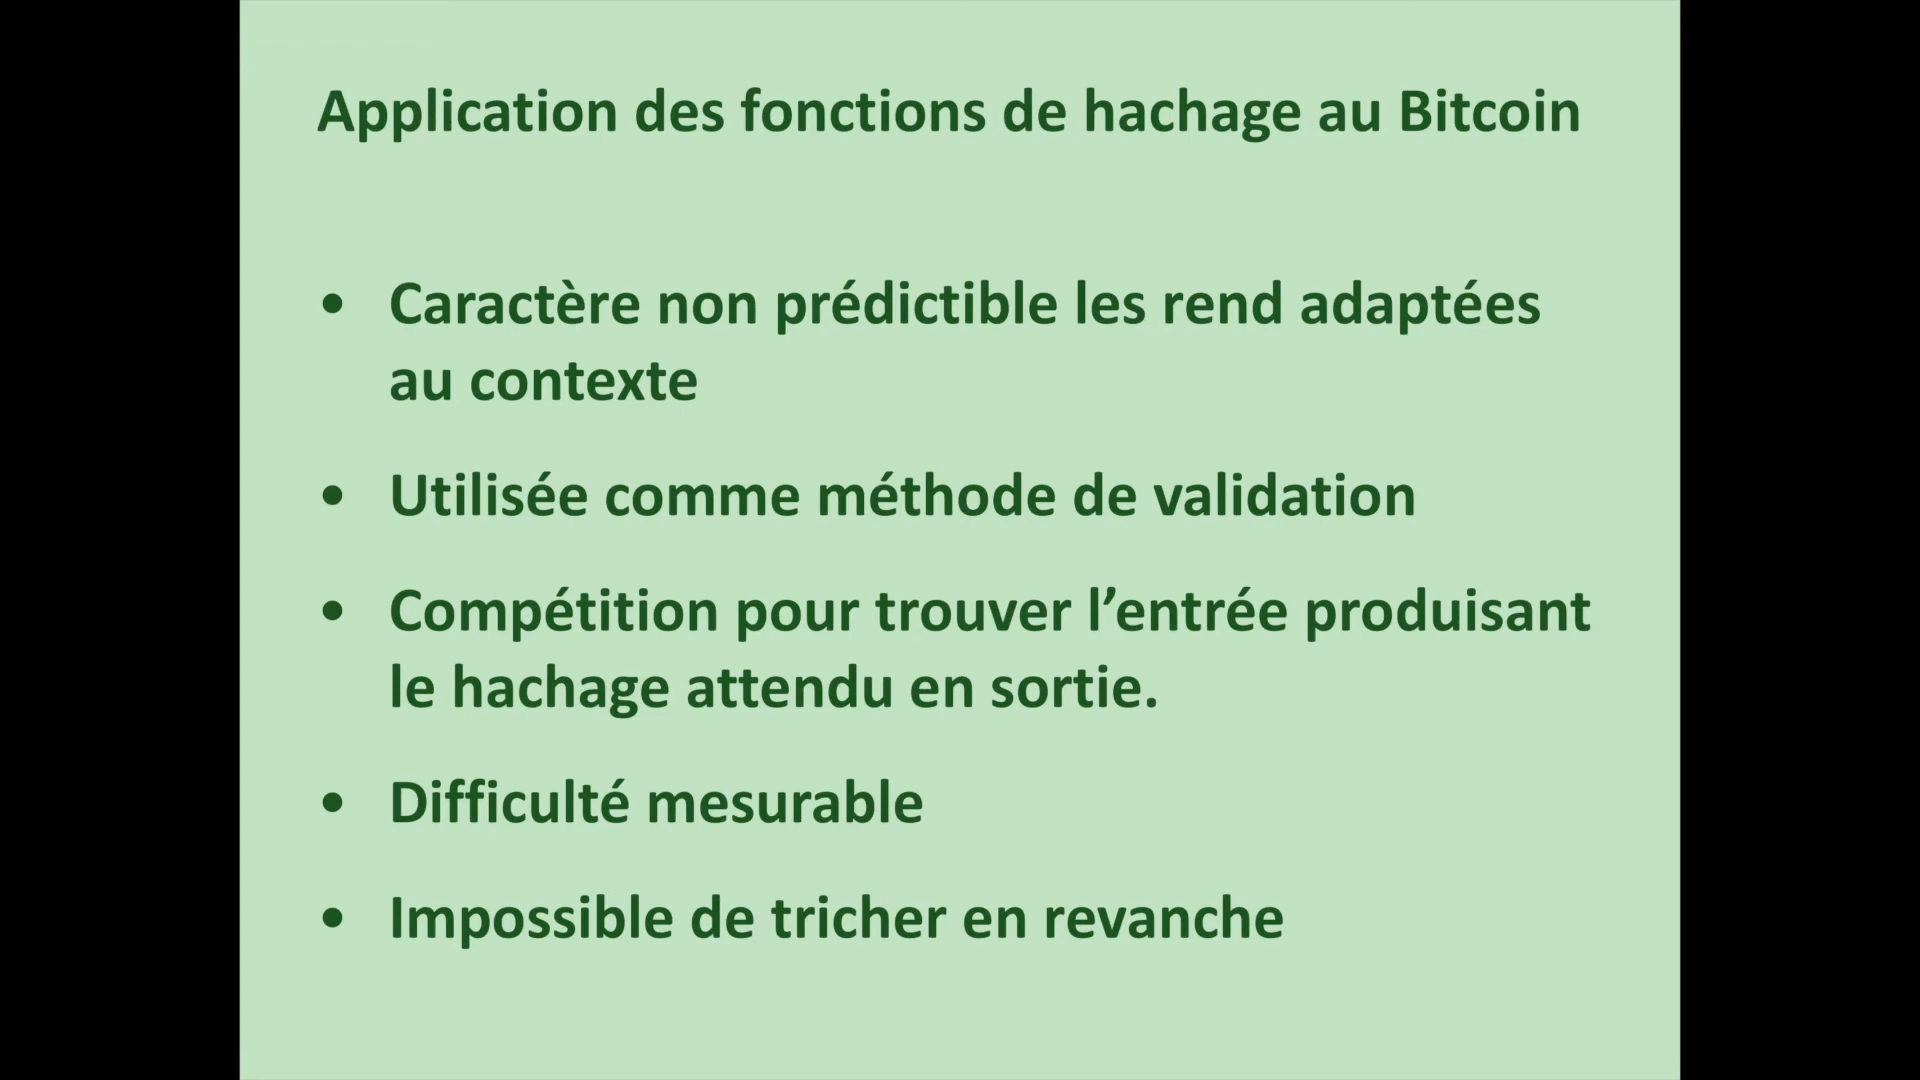 Application des fonctions de hachage au Bitcoin
• Caractère non prédictible les rend adaptées
au contexte
• Utilisée comme méthode de validation
• Compétition pour trouver l’entrée produisant
le hachage attendu en sortie.
• Difficulté mesurable
• Impossible de tricher en revanche